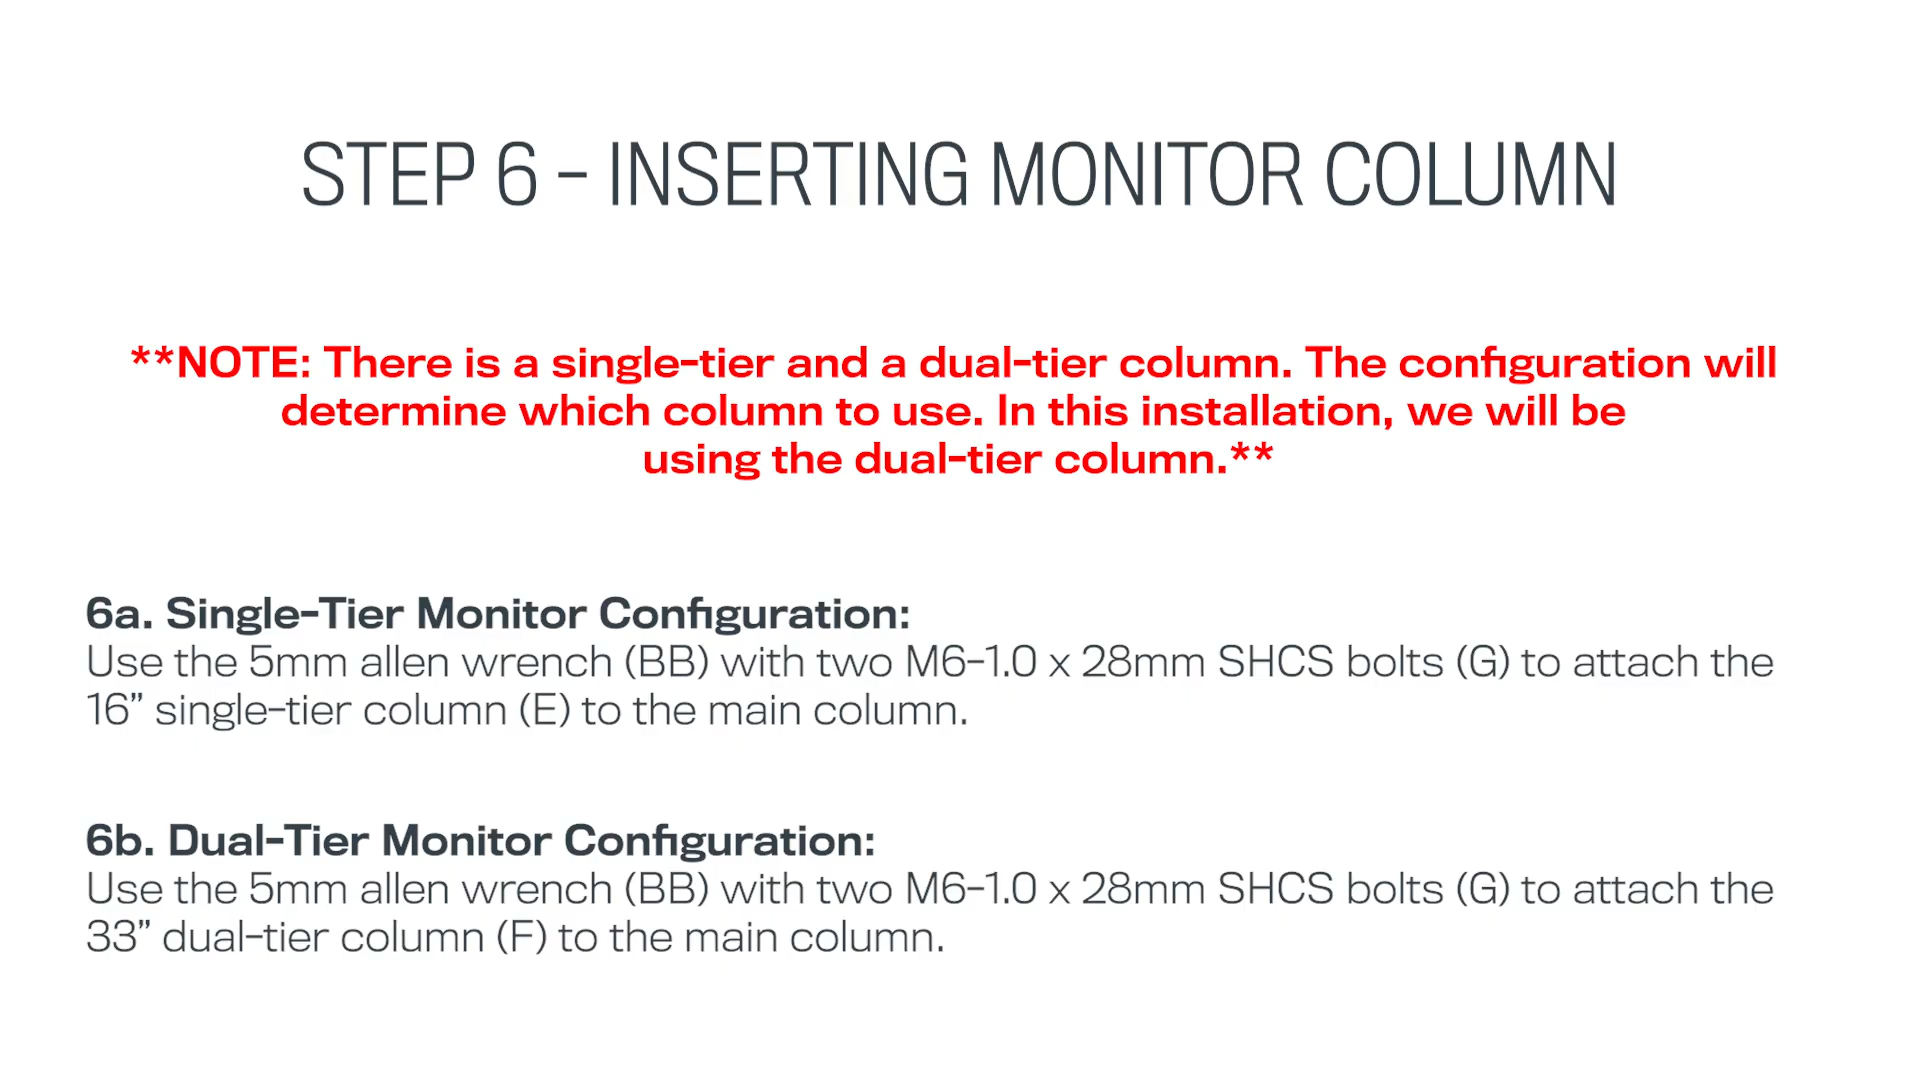 STEP 6 – INSERTING MONITOR COLUMN
**NOTE: There is a single-tier and a dual-tier column. The configuration will
determine which column to use. In this installation, we will be
using the dual-tier column.**
6a. Single-Tier Monitor Configuration:
Use the 5mm allen wrench (BB) with two M6-1.0 x 28mm SHCS bolts (G) to attach the
16” single-tier column (E) to the main column.
6b. Dual-Tier Monitor Configuration:
Use the 5mm allen wrench (BB) with two M6-1.0 x 28mm SHCS bolts (G) to attach the
33” dual-tier column (F) to the main column.